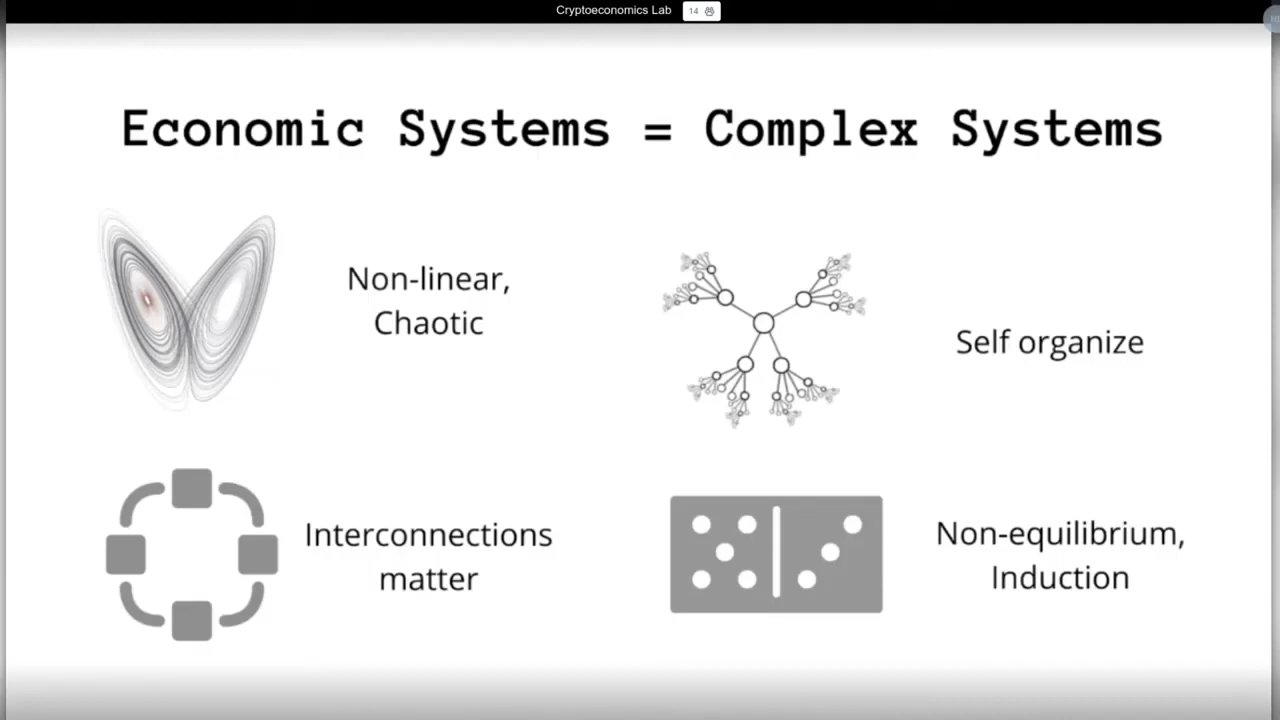 Cryptoeconomics Lab
14
Economic Systems = Complex Systems
Non-linear,
Chaotic
Self organize
Interconnections
matter
Non-equilibrium,
Induction